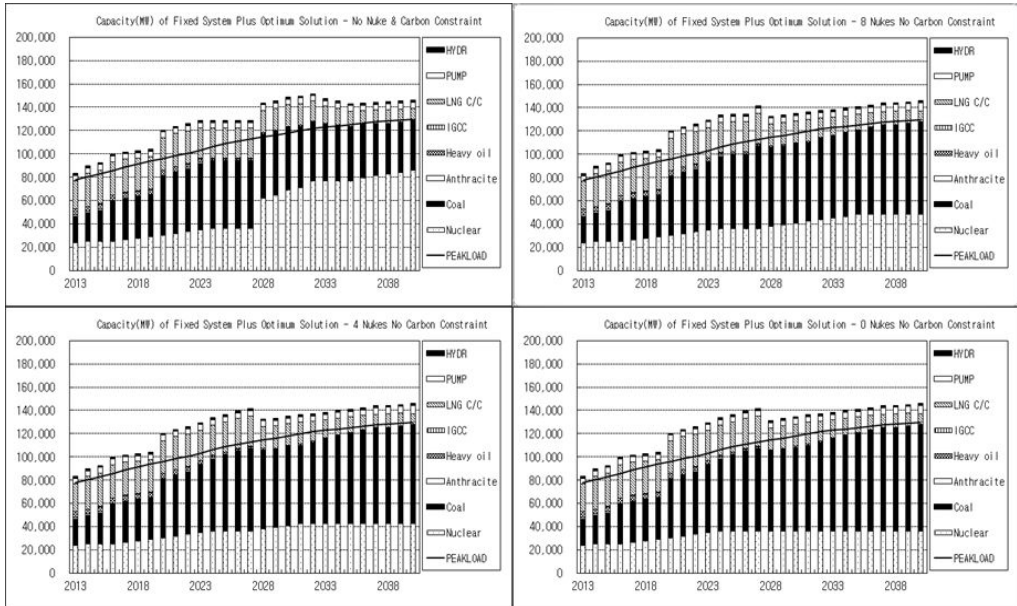 Capacity(MW) of Fixed System Plus Optimum Solution - No Nuke & Carbon Constraint
200,000
180,000
160,000
140,000
120,000
100,000
80,000
60,000
40,000
20,000
0
2013 2018 2023 2028 2033 2038
HYDR
PUMP
LNG C/C
IGCC
Heavy oil
Anthracite
Coal
Nuclear
PEAKLOAD
Capacity(MW) of Fixed System Plus Optimum Solution - 8 Nukes No Carbon Constraint
200,000
180,000
160,000
140,000
120,000
100,000
80,000
60,000
40,000
20,000
0
2013 2018 2023 2028 2033 2038
HYDR
PUMP
LNG C/C
IGCC
Heavy oil
Anthracite
Coal
Nuclear
PEAKLOAD
Capacity(MW) of Fixed System Plus Optimum Solution - 4 Nukes No Carbon Constraint
200,000
180,000
160,000
140,000
120,000
100,000
80,000
60,000
40,000
20,000
0
2013 2018 2023 2028 2033 2038
HYDR
PUMP
LNG C/C
IGCC
Heavy oil
Anthracite
Coal
Nuclear
PEAKLOAD
Capacity(MW) of Fixed System Plus Optimum Solution - 0 Nukes No Carbon Constraint
200,000
180,000
160,000
140,000
120,000
100,000
80,000
60,000
40,000
20,000
0
2013 2018 2023 2028 2033 2038
HYDR
PUMP
LNG C/C
IGCC
Heavy oil
Anthracite
Coal
Nuclear
PEAKLOAD